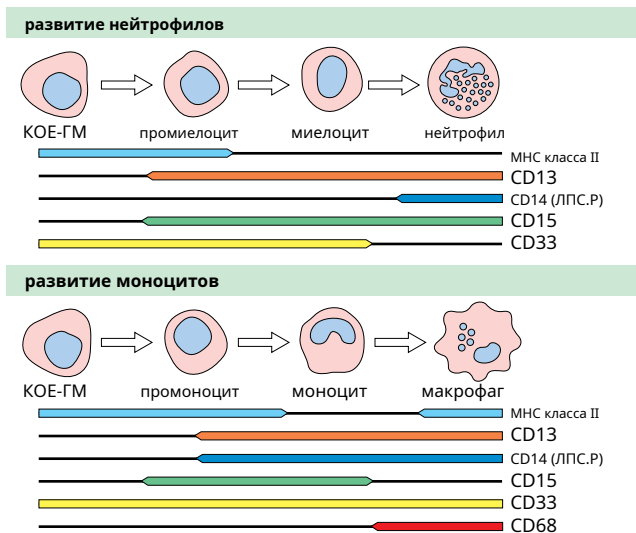 развитие нейтрофилов
КОЕ-ГМ промиелоцит миелоцит нейтрофил
МНС класса II
CD13
CD14 (ЛПС.Р)
CD15
CD33
развитие моноцитов
КОЕ-ГМ промоноцит моноцит макрофаг
МНС класса II
CD13
CD14 (ЛПС.Р)
CD15
CD33
CD68